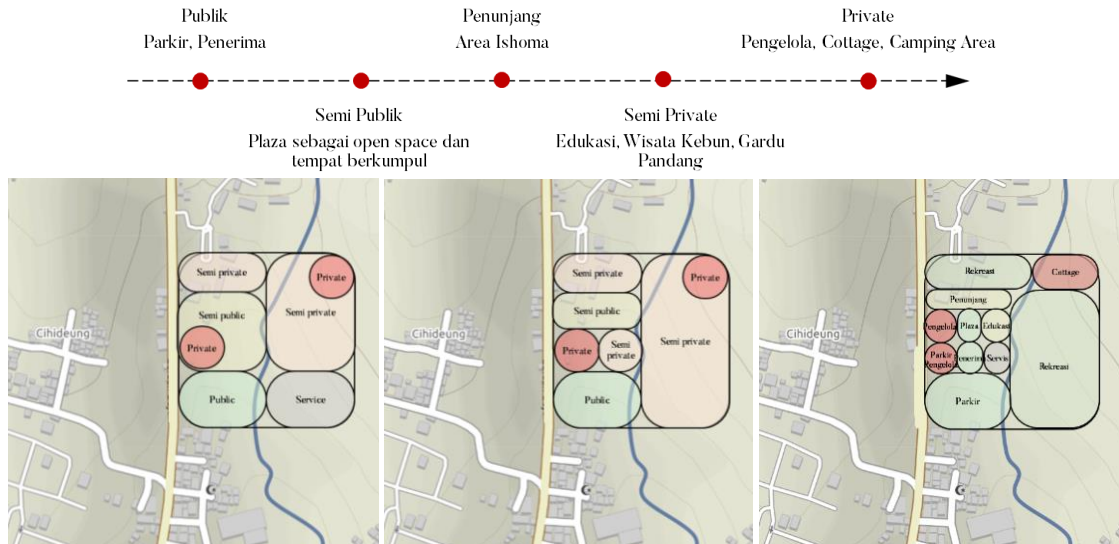 Publik
Parkir, Penerima
Penunjang
Area Ishoma
Private
Pengelola, Cottage, Camping Area
Semi Publik
Plaza sebagai open space dan
tempat berkumpul
Semi Private
Edukasi, Wisata Kebun, Gardu
Pandang
Cihideung
Semi private
Private
Semi private
Semi public
Private
Public
Service
Cihideung
Semi private
Private
Semi public
Private
Semi
private
Semi private
Public
Cihideung
Rekreasi
Cottage
Penunjang
Pengelola
Plaza
Edukasi
Parkir
Pengelola
Penerima
Servis
Rekreasi
Parkir